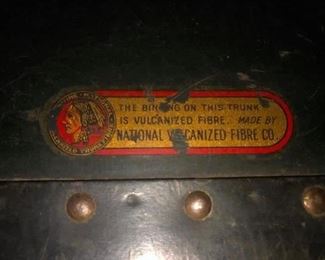 THE BINDING ON THIS TRUNK
IS VULCANIZED FIBRE. MADE BY
NATIONAL VULCANIZED FIBRE CO.